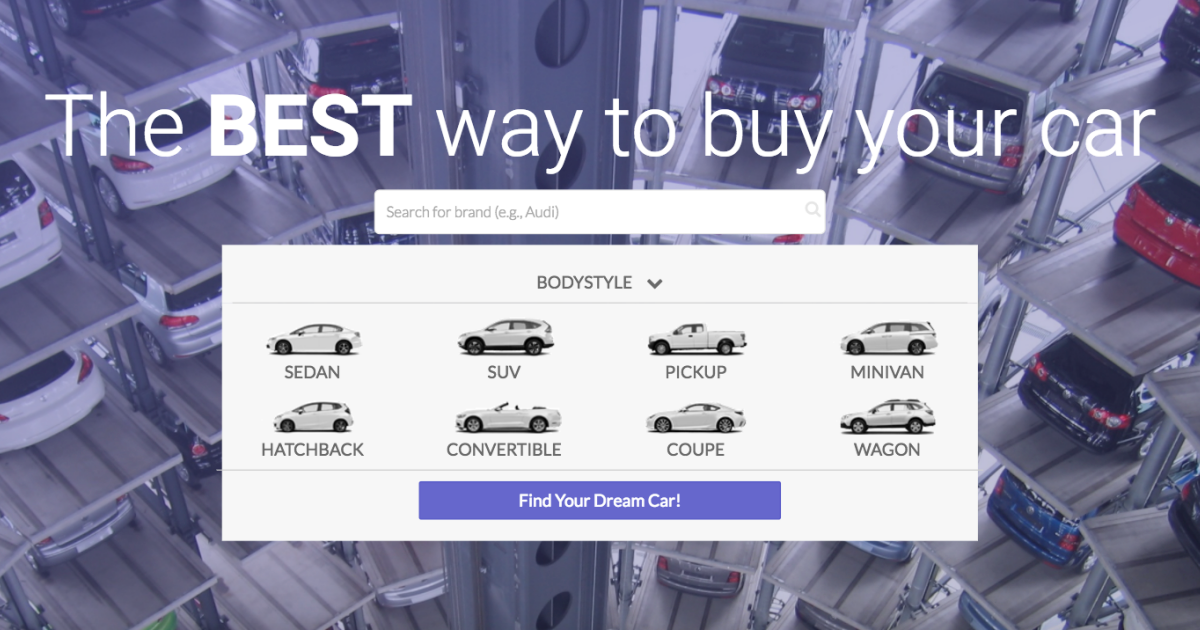 The BEST way to buy your car
Search for brand (e.g., Audi)
BODYSTYLE
SEDAN SUV PICKUP MINIVAN
HATCHBACK CONVERTIBLE COUPE WAGON
Find Your Dream Car!